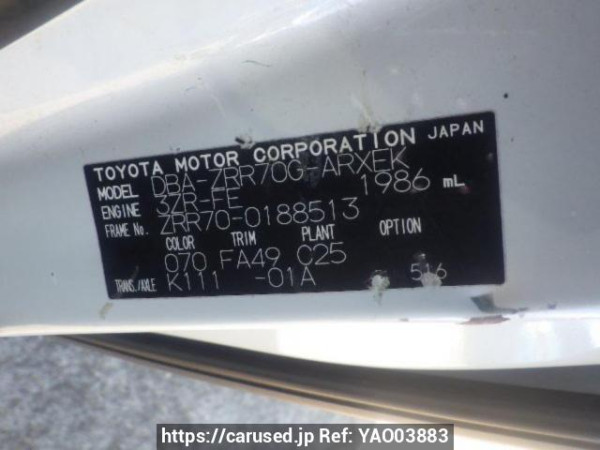 TOYOTA MOTOR CORPORATION JAPAN
MODEL DBA-ZRR70G-ARXEK
ENGINE 3ZR-FE 1986 mL
FRAME No. ZRR70-0188513
COLOR TRIM PLANT OPTION
070 FA49 C25
TRANS./AXLE K111 -01A 516
https://carused.jp Ref: YAO03883